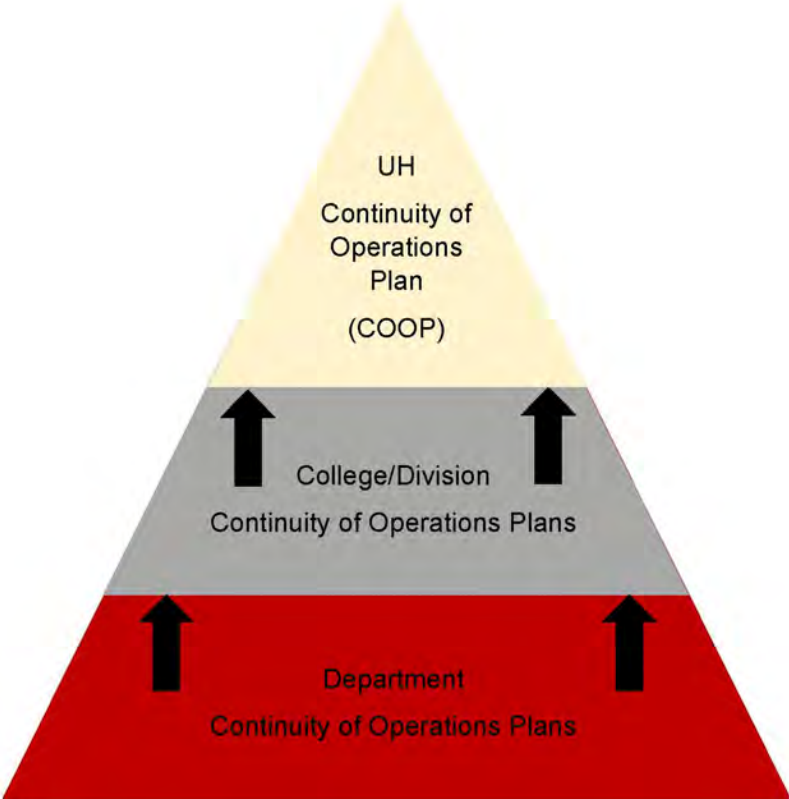 UH
Continuity of
Operations
Plan
(COOP)
College/Division
Continuity of Operations Plans
Department
Continuity of Operations Plans